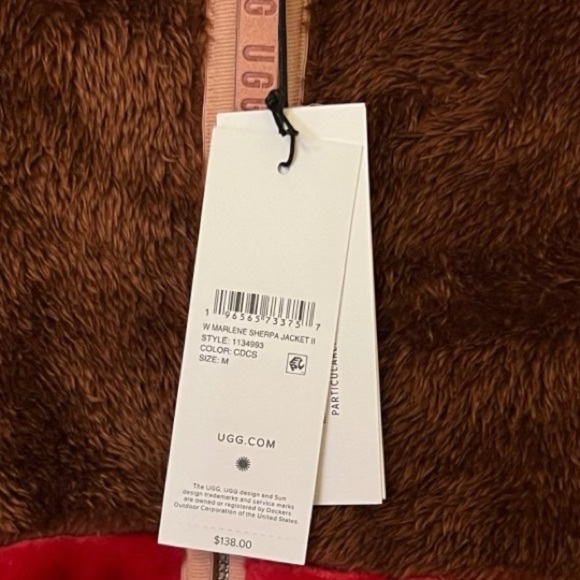 G UGG
1 96565 73375 7
W MARLENE SHERPA JACKET II
STYLE: 1134993
COLOR: CDCS
SIZE: M
UGG.COM
The UG, UGG design and Sun
design trademarks and service marks
are owned or registered by Deckers
Outdoor Corporation of the United States.
$138.00